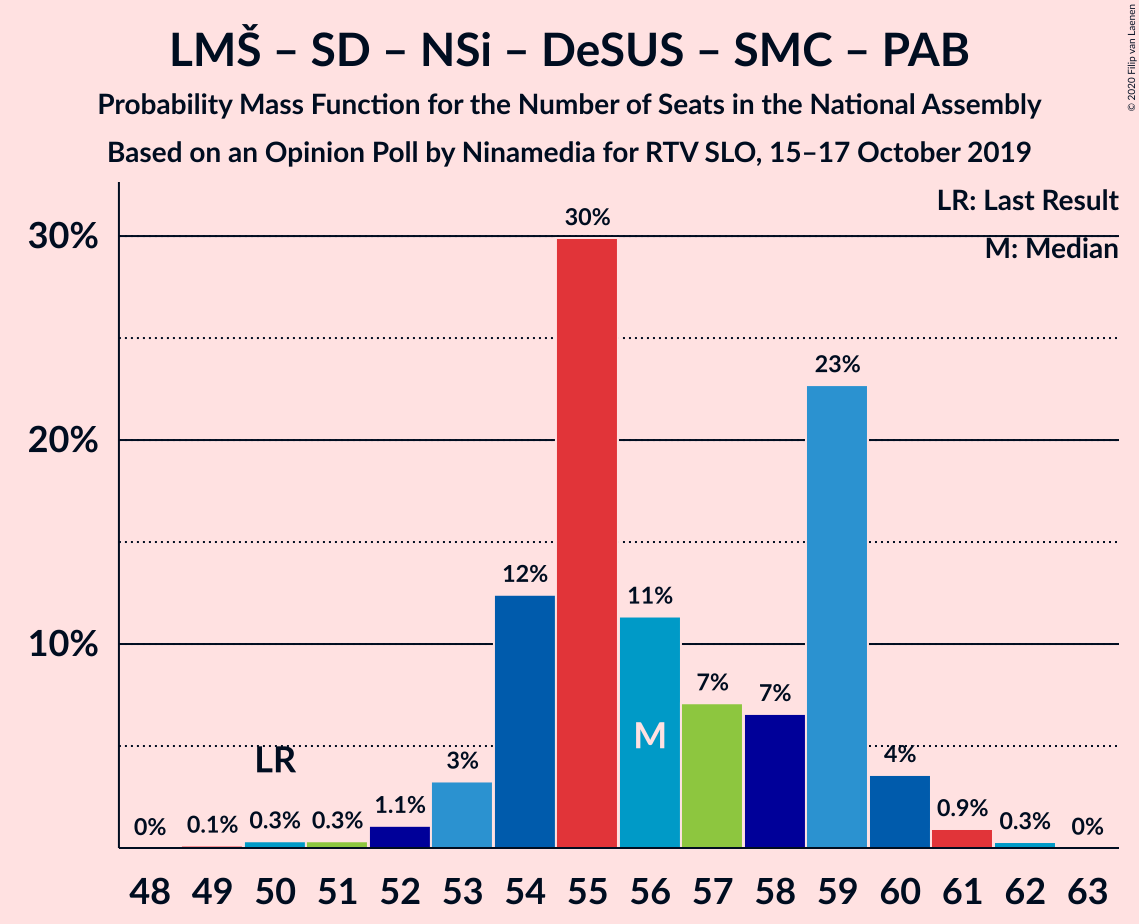 LMŠ – SD – NSi – DeSUS – SMC – PAB
Probability Mass Function for the Number of Seats in the National Assembly
Based on an Opinion Poll by Ninamedia for RTV SLO, 15–17 October 2019
© 2020 Filip van Laenen
LR: Last Result
M: Median
30%
20%
10%
0%
0.1%
0.3%
0.3%
1.1%
3%
12%
30%
11%
7%
7%
23%
4%
0.9%
0.3%
0%
LR
M
48 49 50 51 52 53 54 55 56 57 58 59 60 61 62 63